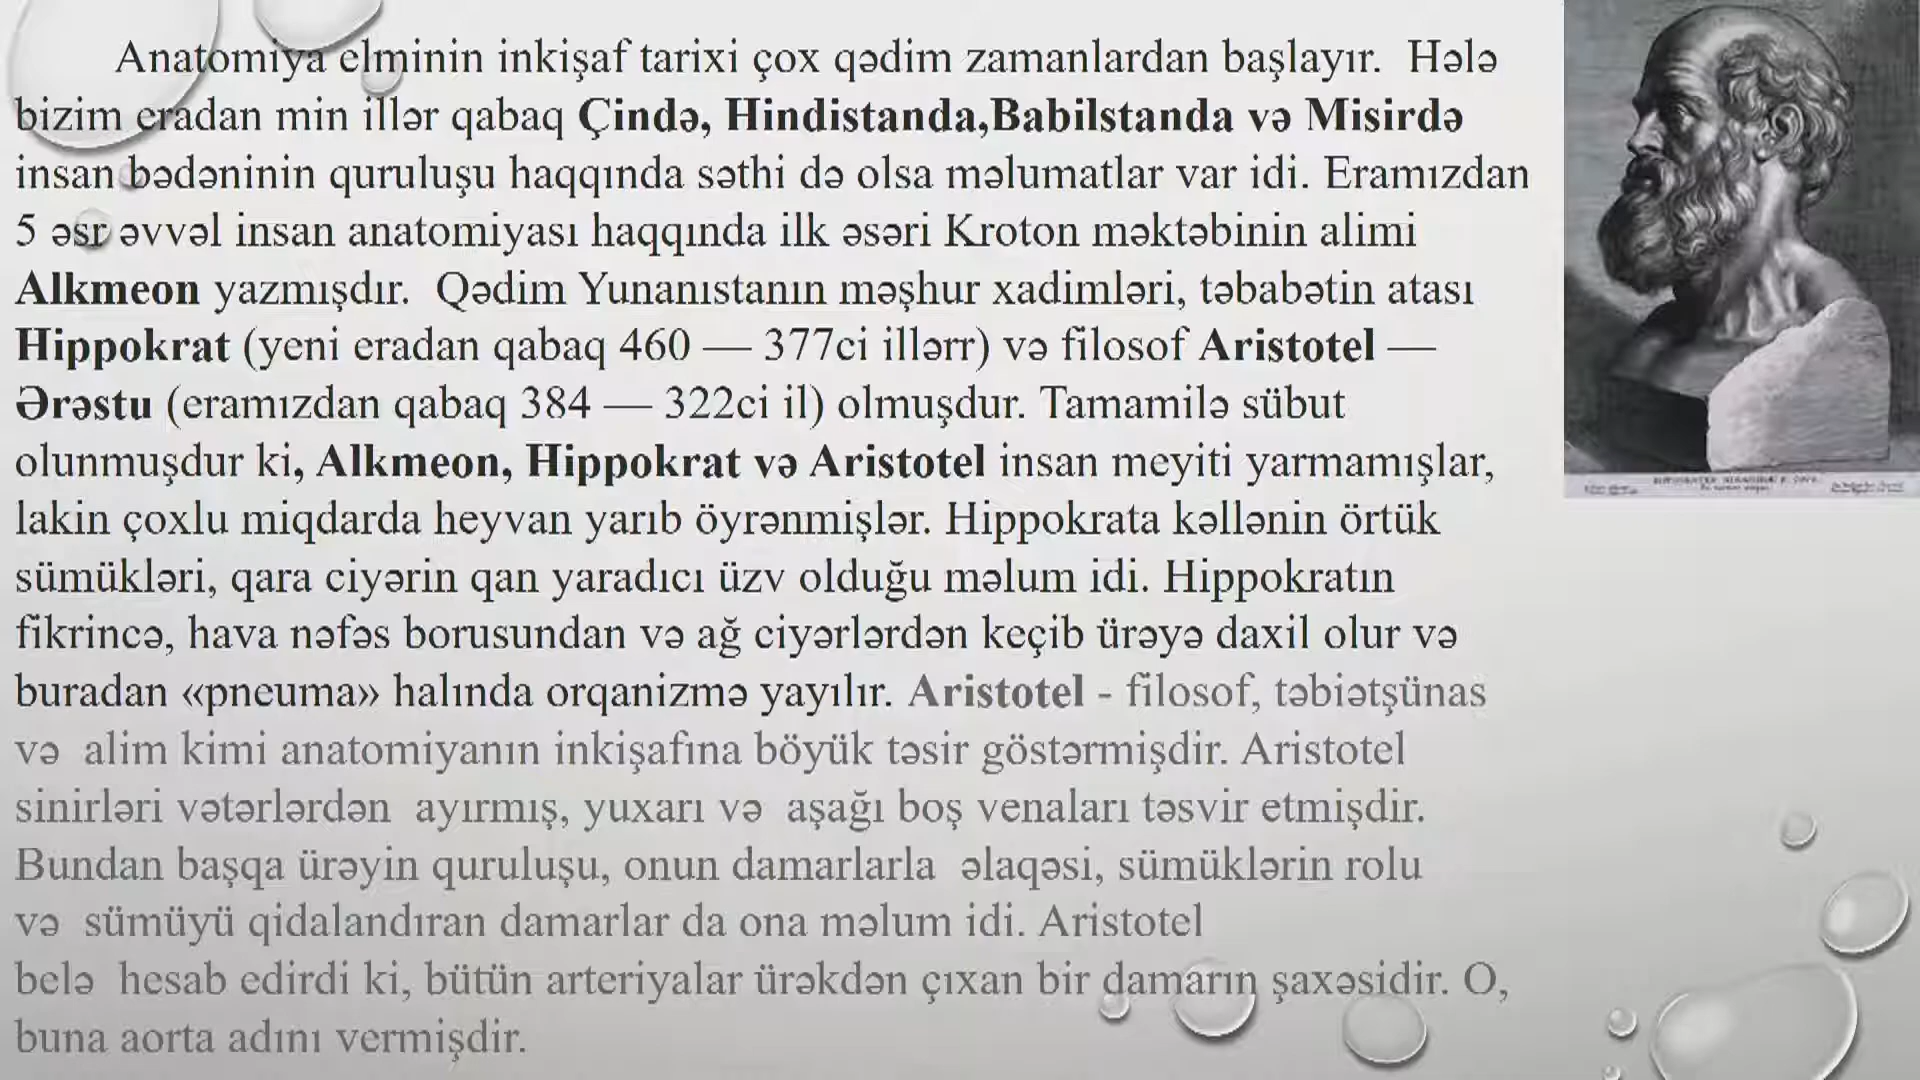 Anatomiya elminin inkişaf tarixi çox qədim zamanlardan başlayır. Hələ
bizim eradan min illər qabaq Çində, Hindistanda,Babilstanda və Misirdə
insan bədəninin quruluşu haqqında səthi də olsa məlumatlar var idi. Eramızdan
5 əsr əvvəl insan anatomiyası haqqında ilk əsəri Kroton məktəbinin alimi
Alkmeon yazmışdır. Qədim Yunanıstanın məşhur xadimləri, təbabətin atası
Hippokrat (yeni eradan qabaq 460 — 377ci illərr) və filosof Aristotel —
Ərəstu (eramızdan qabaq 384 — 322ci il) olmuşdur. Tamamilə sübut
olunmuşdur ki, Alkmeon, Hippokrat və Aristotel insan meyiti yarmamışlar,
lakin çoxlu miqdarda heyvan yarıb öyrənmişlər. Hippokrata kəllənin örtük
sümükləri, qara ciyərin qan yaradıcı üzv olduğu məlum idi. Hippokratın
fikrincə, hava nəfəs borusundan və ağ ciyərlərdən keçib ürəyə daxil olur və
buradan «pneuma» halında orqanizmə yayılır. Aristotel - filosof, təbiətşünas
və alim kimi anatomiyanın inkişafına böyük təsir göstərmişdir. Aristotel
sinirləri vətərlərdən ayırmış, yuxarı və aşağı boş venaları təsvir etmişdir.
Bundan başqa ürəyin quruluşu, onun damarlarla əlaqəsi, sümüklərin rolu
və sümüyü qidalandıran damarlar da ona məlum idi. Aristotel
belə hesab edirdi ki, bütün arteriyalar ürəkdən çıxan bir damarın şaxəsidir. O,
buna aorta adını vermişdir.